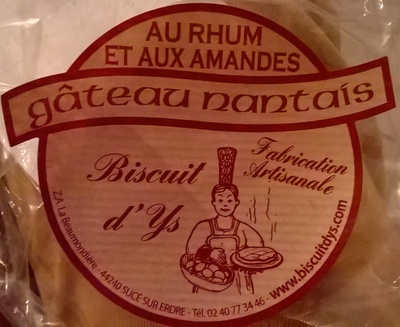 AU RHUM
ET AUX AMANDES
gâteau nantais
Biscuit
d'Ys
Fabrication
Artisanale
Z.A. La Beaumondière - 44240 SUCÉ SUR ERDRE - Tél. 02 40 77 34 46 - www.biscuitdys.com